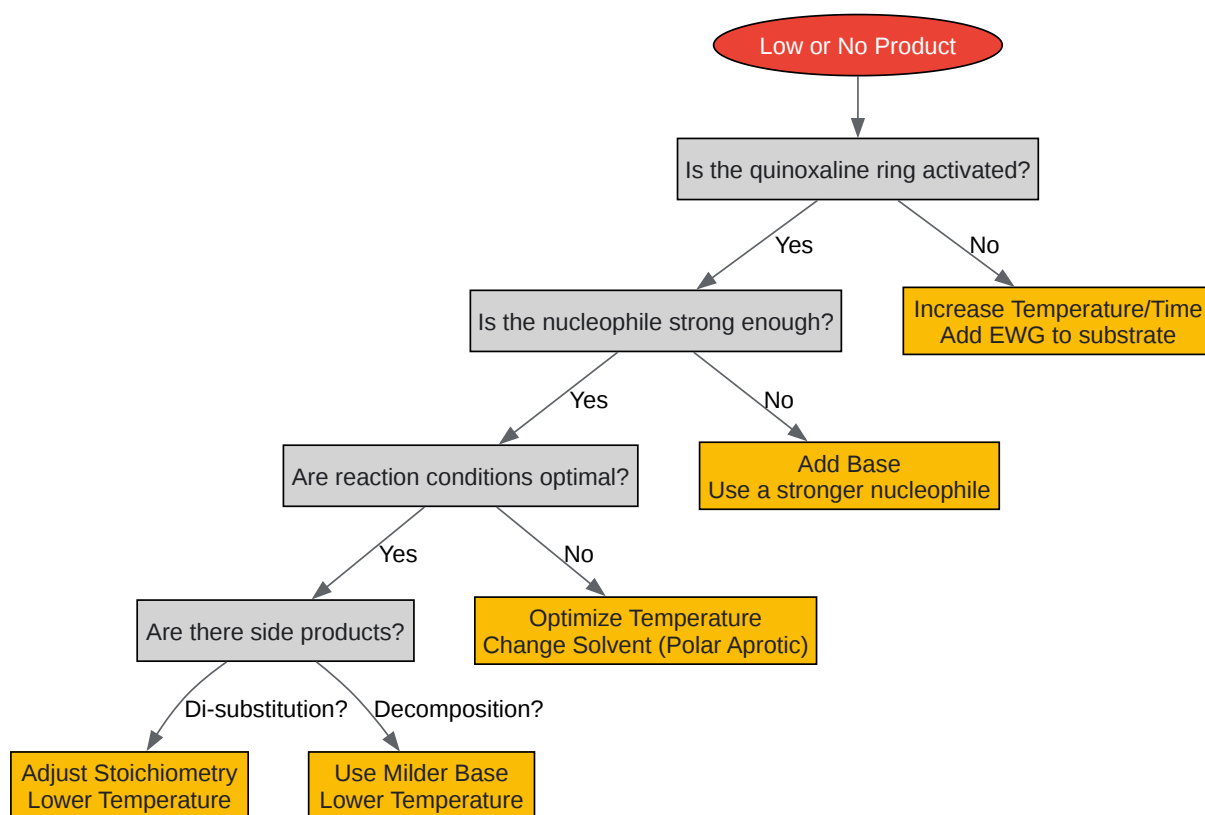 Low or No Product
Is the quinoxaline ring activated?
Yes
No
Is the nucleophile strong enough?
Increase Temperature/Time
Add EWG to substrate
Yes
No
Are reaction conditions optimal?
Add Base
Use a stronger nucleophile
Yes
No
Are there side products?
Optimize Temperature
Change Solvent (Polar Aprotic)
Di-substitution?
Decomposition?
Adjust Stoichiometry
Lower Temperature
Use Milder Base
Lower Temperature